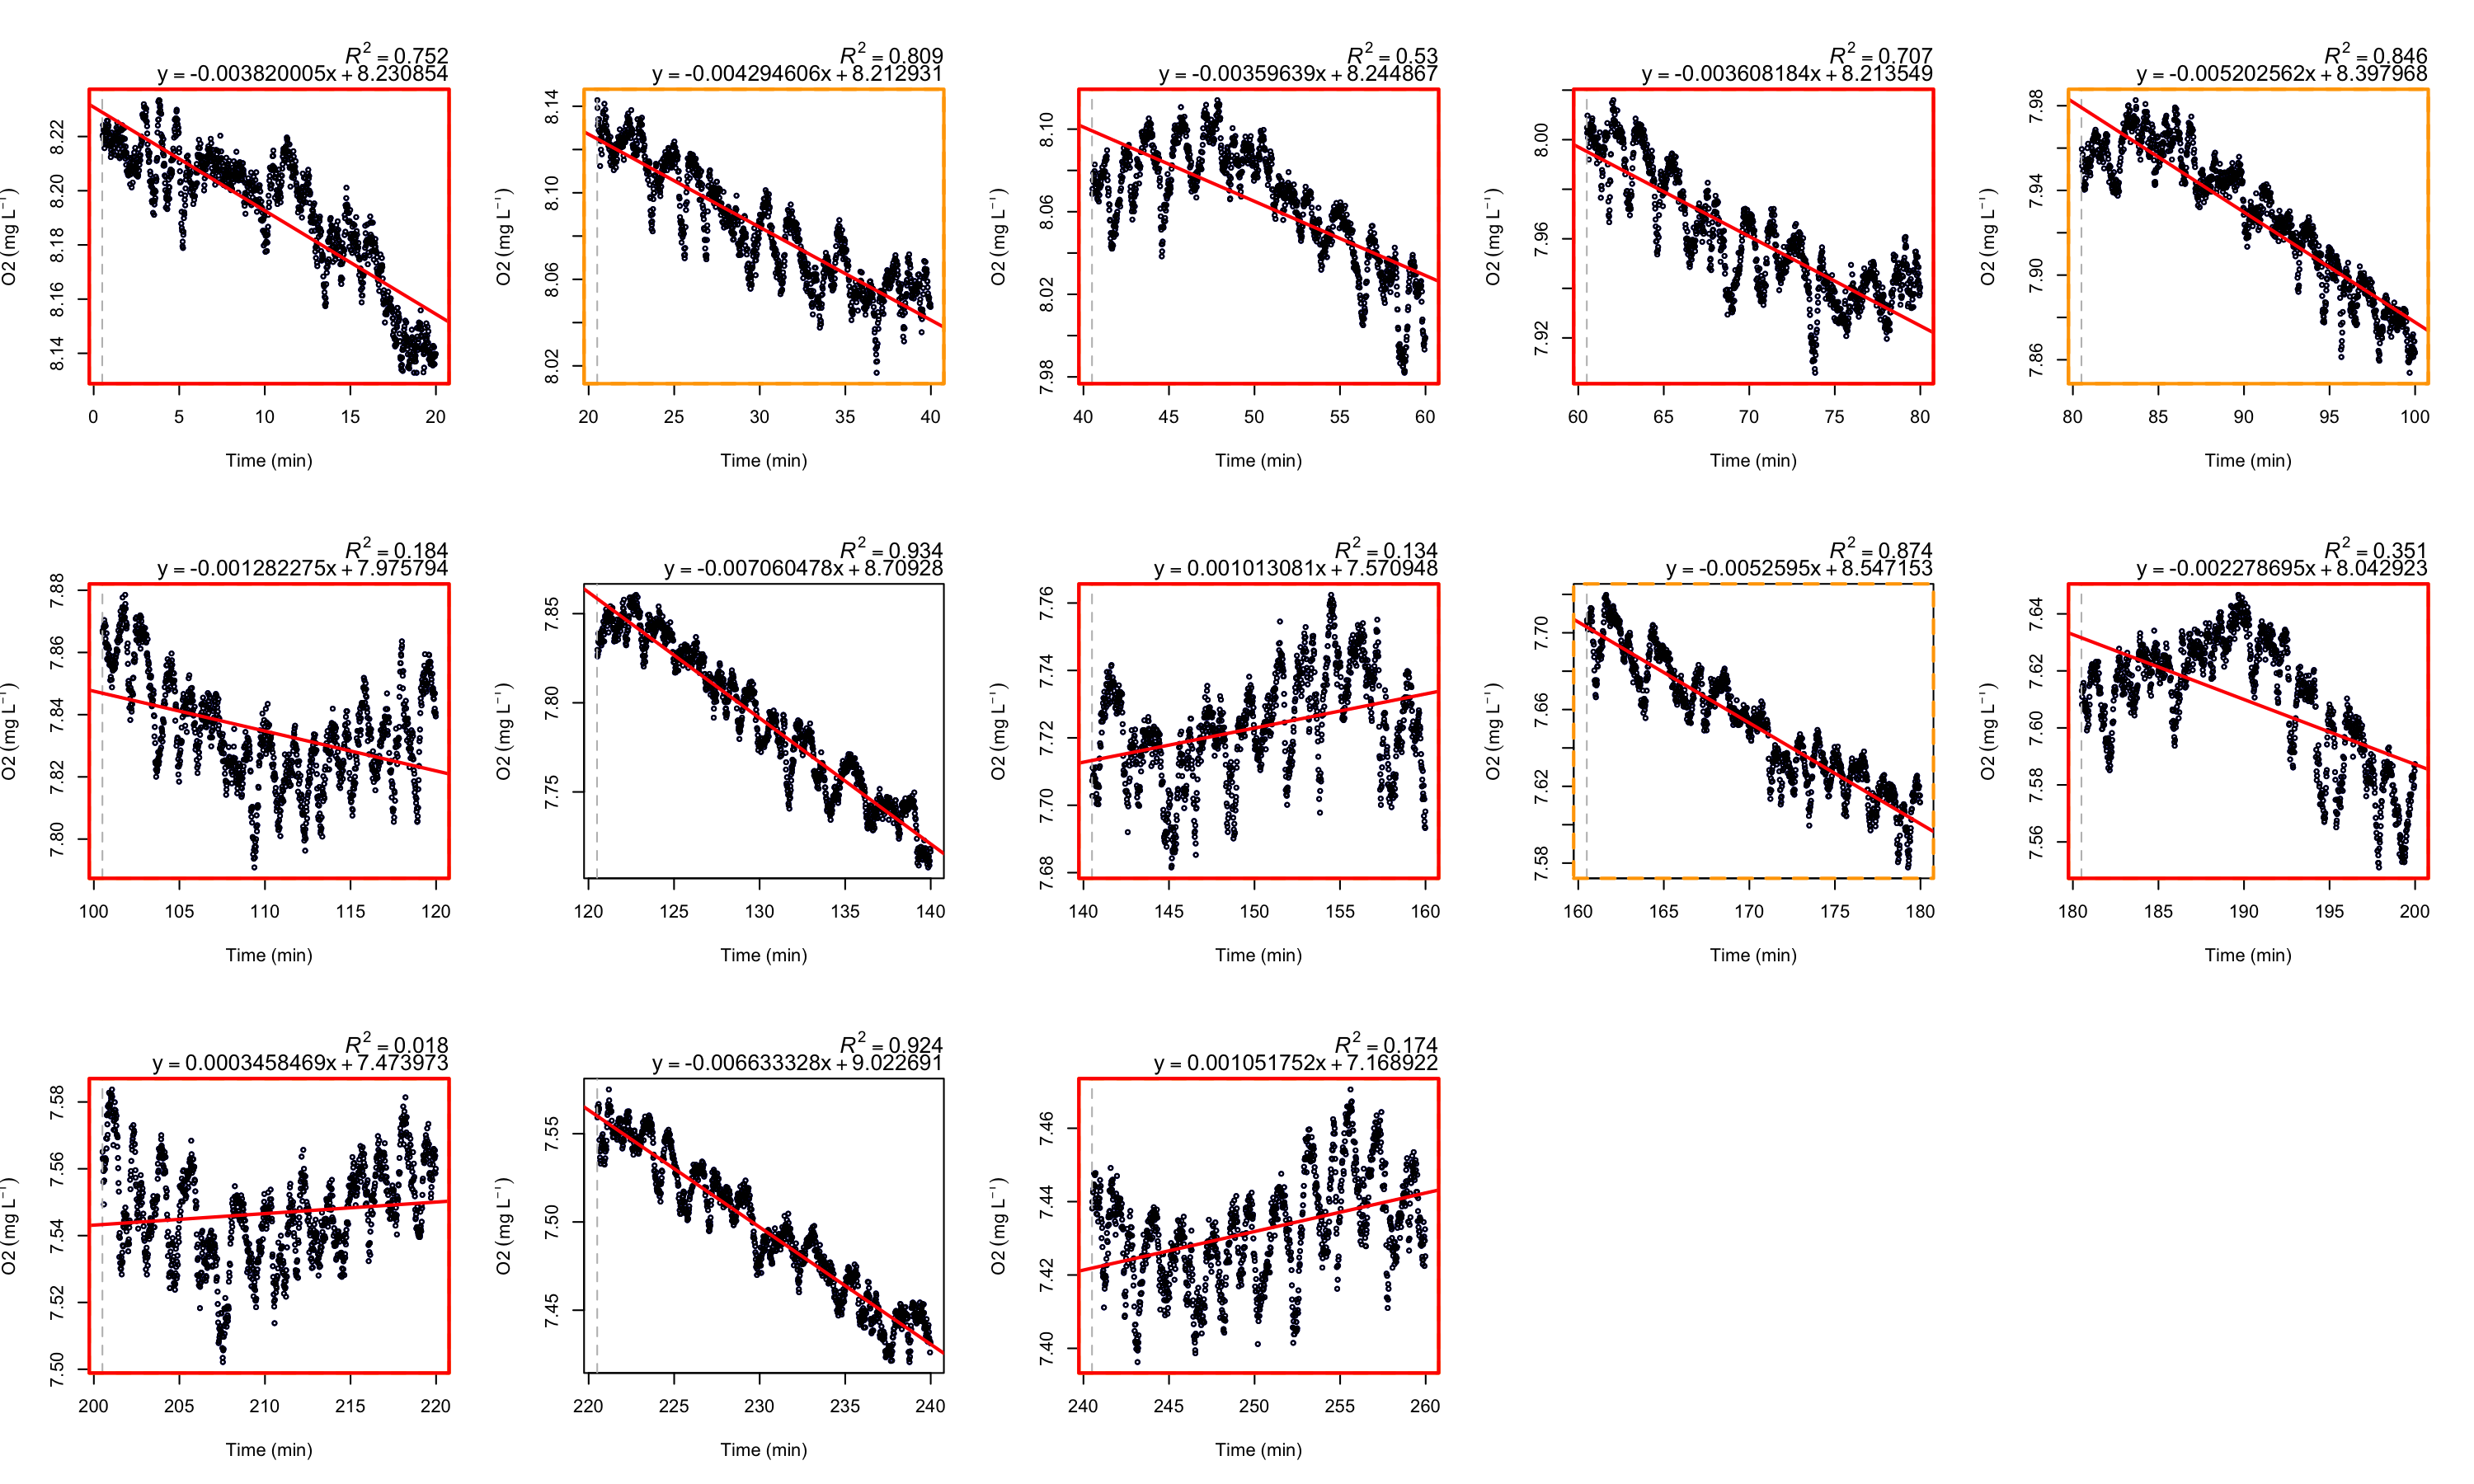 R² = 0.752
y = -0.003820005x + 8.230854
O2 (mg L⁻¹)
8.14 8.16 8.18 8.20 8.22
0 5 10 15 20
Time (min)
R² = 0.809
y = -0.004294606x + 8.212931
O2 (mg L⁻¹)
8.02 8.06 8.10 8.14
20 25 30 35 40
Time (min)
R² = 0.53
y = -0.00359639x + 8.244867
O2 (mg L⁻¹)
7.98 8.02 8.06 8.10
40 45 50 55 60
Time (min)
R² = 0.707
y = -0.003608184x + 8.213549
O2 (mg L⁻¹)
7.92 7.96 8.00
60 65 70 75 80
Time (min)
R² = 0.846
y = -0.005202562x + 8.397968
O2 (mg L⁻¹)
7.86 7.90 7.94 7.98
80 85 90 95 100
Time (min)
R² = 0.184
y = -0.001282275x + 7.975794
O2 (mg L⁻¹)
7.80 7.82 7.84 7.86 7.88
100 105 110 115 120
Time (min)
R² = 0.934
y = -0.007060478x + 8.70928
O2 (mg L⁻¹)
7.75 7.80 7.85
120 125 130 135 140
Time (min)
R² = 0.134
y = 0.001013081x + 7.570948
O2 (mg L⁻¹)
7.68 7.70 7.72 7.74 7.76
140 145 150 155 160
Time (min)
R² = 0.874
y = -0.0052595x + 8.547153
O2 (mg L⁻¹)
7.58 7.62 7.66 7.70
160 165 170 175 180
Time (min)
R² = 0.351
y = -0.002278695x + 8.042923
O2 (mg L⁻¹)
7.56 7.58 7.60 7.62 7.64
180 185 190 195 200
Time (min)
R² = 0.018
y = 0.0003458469x + 7.473973
O2 (mg L⁻¹)
7.50 7.52 7.54 7.56 7.58
200 205 210 215 220
Time (min)
R² = 0.924
y = -0.006633328x + 9.022691
O2 (mg L⁻¹)
7.45 7.50 7.55
220 225 230 235 240
Time (min)
R² = 0.174
y = 0.001051752x + 7.168922
O2 (mg L⁻¹)
7.40 7.42 7.44 7.46
240 245 250 255 260
Time (min)